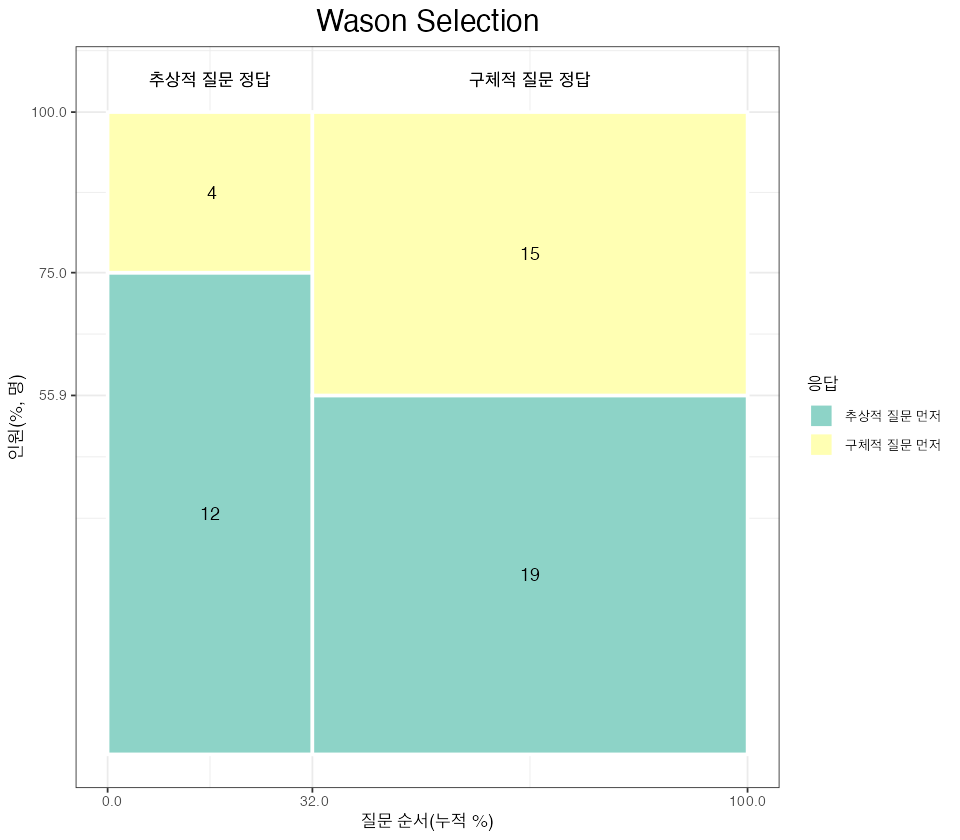 Wason Selection
추상적 질문 정답
구체적 질문 정답
100.0
75.0
55.9
인원(%, 명)
4
15
12
19
응답
추상적 질문 먼저
구체적 질문 먼저
0.0
32.0
100.0
질문 순서(누적 %)